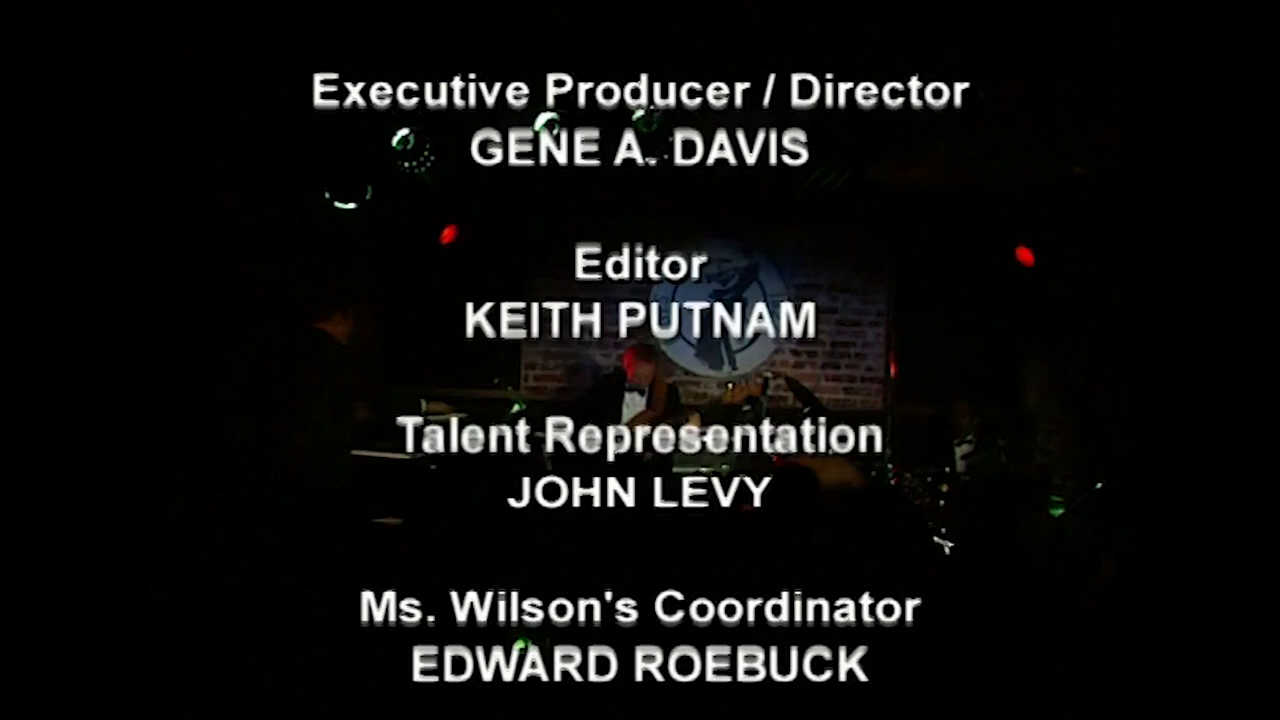 Executive Producer / Director
GENE A. DAVIS
Editor
KEITH PUTNAM
Talent Representation
JOHN LEVY
Ms. Wilson's Coordinator
EDWARD ROEBUCK